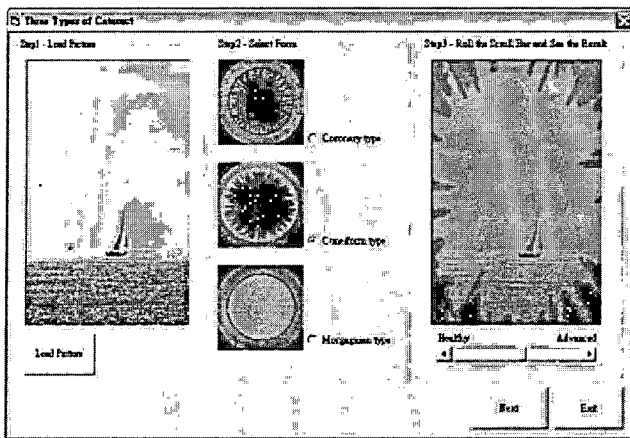 Three Types of Cataract
Step1 - Load Picture
Step2 - Select Form
Step3 - Roll the Scroll Bar and See the Result
Coronary type
Cuneiform type
Morgagnian type
Load Picture
Healthy
Advanced
Next
Exit